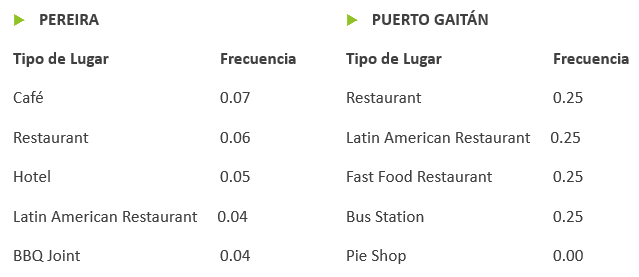 PEREIRA
Tipo de Lugar Frecuencia
Café 0.07
Restaurant 0.06
Hotel 0.05
Latin American Restaurant 0.04
BBQ Joint 0.04
PUERTO GAITÁN
Tipo de Lugar Frecuencia
Restaurant 0.25
Latin American Restaurant 0.25
Fast Food Restaurant 0.25
Bus Station 0.25
Pie Shop 0.00